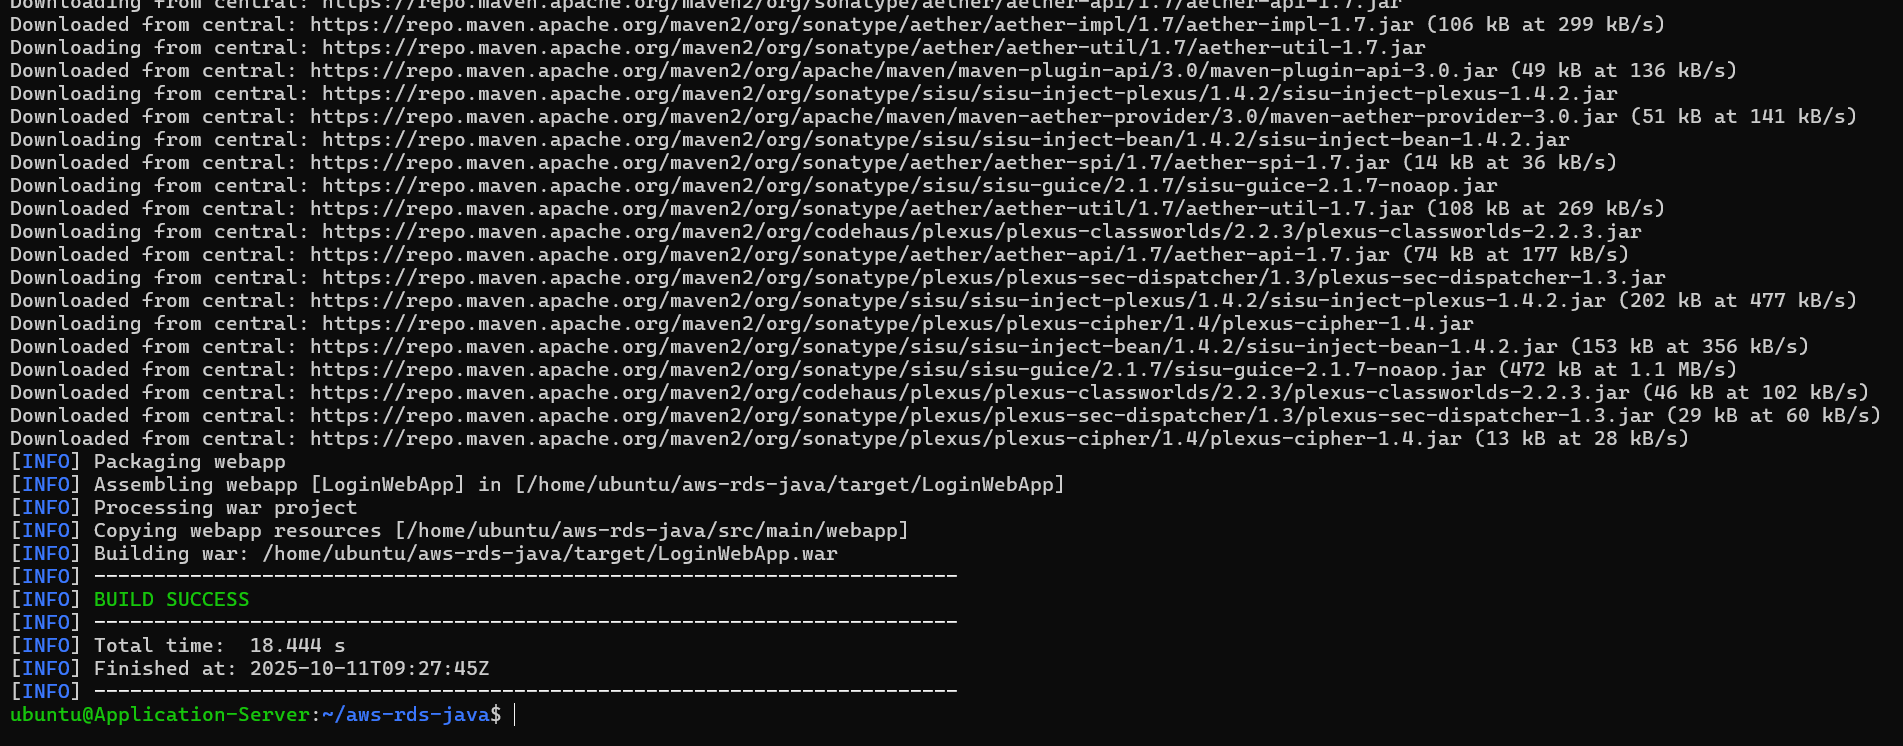 Downloading from central: https://repo.maven.apache.org/maven2/org/sonatype/aether/aether-api/1.7/aether-api-1.7.jar
Downloaded from central: https://repo.maven.apache.org/maven2/org/sonatype/aether/aether-impl/1.7/aether-impl-1.7.jar (106 kB at 299 kB/s)
Downloading from central: https://repo.maven.apache.org/maven2/org/sonatype/aether/aether-util/1.7/aether-util-1.7.jar
Downloaded from central: https://repo.maven.apache.org/maven2/org/apache/maven/maven-plugin-api/3.0/maven-plugin-api-3.0.jar (49 kB at 136 kB/s)
Downloading from central: https://repo.maven.apache.org/maven2/org/sonatype/sisu/sisu-inject-plexus/1.4.2/sisu-inject-plexus-1.4.2.jar
Downloaded from central: https://repo.maven.apache.org/maven2/org/apache/maven/maven-aether-provider/3.0/maven-aether-provider-3.0.jar (51 kB at 141 kB/s)
Downloading from central: https://repo.maven.apache.org/maven2/org/sonatype/sisu/sisu-inject-bean/1.4.2/sisu-inject-bean-1.4.2.jar
Downloaded from central: https://repo.maven.apache.org/maven2/org/sonatype/aether/aether-spi/1.7/aether-spi-1.7.jar (14 kB at 36 kB/s)
Downloading from central: https://repo.maven.apache.org/maven2/org/sonatype/sisu/sisu-guice/2.1.7/sisu-guice-2.1.7-noaop.jar
Downloaded from central: https://repo.maven.apache.org/maven2/org/sonatype/aether/aether-util/1.7/aether-util-1.7.jar (108 kB at 269 kB/s)
Downloading from central: https://repo.maven.apache.org/maven2/org/codehaus/plexus/plexus-classworlds/2.2.3/plexus-classworlds-2.2.3.jar
Downloaded from central: https://repo.maven.apache.org/maven2/org/sonatype/aether/aether-api/1.7/aether-api-1.7.jar (74 kB at 177 kB/s)
Downloading from central: https://repo.maven.apache.org/maven2/org/sonatype/plexus/plexus-sec-dispatcher/1.3/plexus-sec-dispatcher-1.3.jar
Downloaded from central: https://repo.maven.apache.org/maven2/org/sonatype/sisu/sisu-inject-plexus/1.4.2/sisu-inject-plexus-1.4.2.jar (202 kB at 477 kB/s)
Downloading from central: https://repo.maven.apache.org/maven2/org/sonatype/plexus/plexus-cipher/1.4/plexus-cipher-1.4.jar
Downloaded from central: https://repo.maven.apache.org/maven2/org/sonatype/sisu/sisu-inject-bean/1.4.2/sisu-inject-bean-1.4.2.jar (153 kB at 356 kB/s)
Downloaded from central: https://repo.maven.apache.org/maven2/org/sonatype/sisu/sisu-guice/2.1.7/sisu-guice-2.1.7-noaop.jar (472 kB at 1.1 MB/s)
Downloaded from central: https://repo.maven.apache.org/maven2/org/codehaus/plexus/plexus-classworlds/2.2.3/plexus-classworlds-2.2.3.jar (46 kB at 102 kB/s)
Downloaded from central: https://repo.maven.apache.org/maven2/org/sonatype/plexus/plexus-sec-dispatcher/1.3/plexus-sec-dispatcher-1.3.jar (29 kB at 60 kB/s)
Downloaded from central: https://repo.maven.apache.org/maven2/org/sonatype/plexus/plexus-cipher/1.4/plexus-cipher-1.4.jar (13 kB at 28 kB/s)
[INFO] Packaging webapp
[INFO] Assembling webapp [LoginWebApp] in [/home/ubuntu/aws-rds-java/target/LoginWebApp]
[INFO] Processing war project
[INFO] Copying webapp resources [/home/ubuntu/aws-rds-java/src/main/webapp]
[INFO] Building war: /home/ubuntu/aws-rds-java/target/LoginWebApp.war
[INFO] ------------------------------------------------------------------------
[INFO] BUILD SUCCESS
[INFO] ------------------------------------------------------------------------
[INFO] Total time:  18.444 s
[INFO] Finished at: 2025-10-11T09:27:45Z
[INFO] ------------------------------------------------------------------------
ubuntu@Application-Server:~/aws-rds-java$